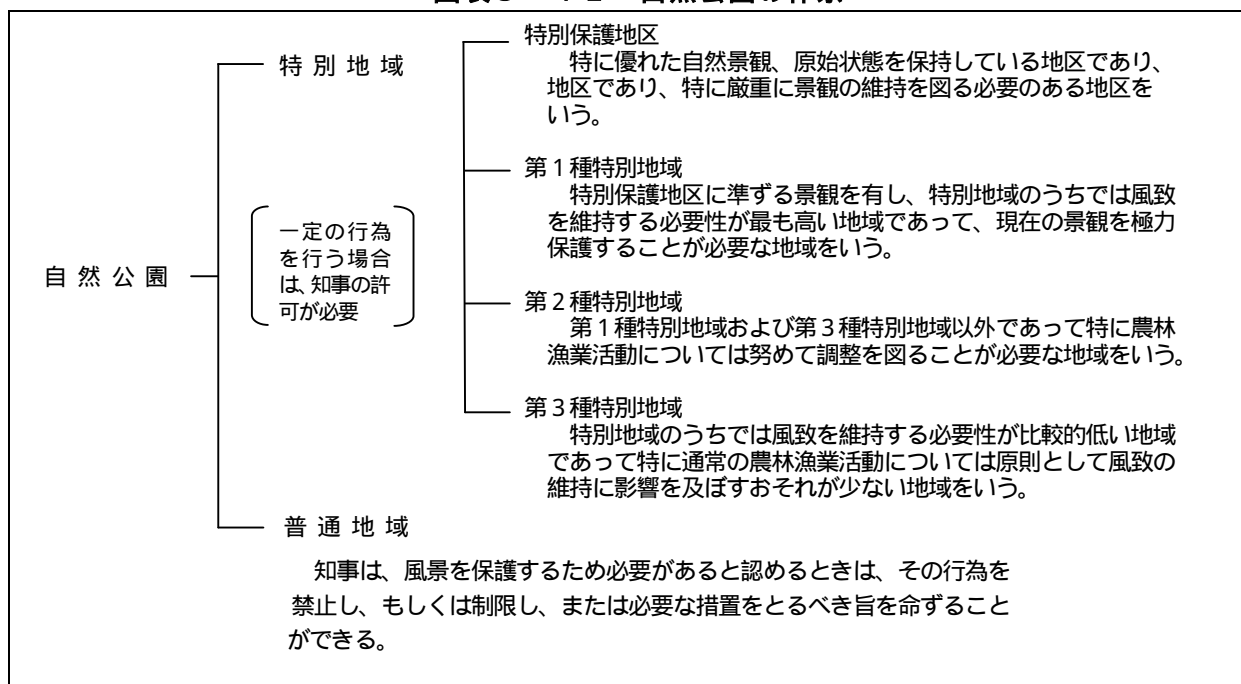 特別保護地区
特に優れた自然景観、原始状態を保持している地区であり、
地区であり、特に厳重に景観の維持を図る必要のある地区を
いう。
特別地域
第1種特別地域
特別保護地区に準ずる景観を有し、特別地域のうちでは風致
を維持する必要性が最も高い地域であって、現在の景観を極力
保護することが必要な地域をいう。
一定の行為
を行う場合
は、知事の許
可が必要
自然公園
第2種特別地域
第1種特別地域および第3種特別地域以外であって特に農林
漁業活動については努めて調整を図ることが必要な地域をいう。
第3種特別地域
特別地域のうちでは風致を維持する必要性が比較的低い地域
であって特に通常の農林漁業活動については原則として風致の
維持に影響を及ぼすおそれが少ない地域をいう。
普通地域
知事は、風景を保護するため必要があると認めるときは、その行為を
禁止し、もしくは制限し、または必要な措置をとるべき旨を命ずること
ができる。